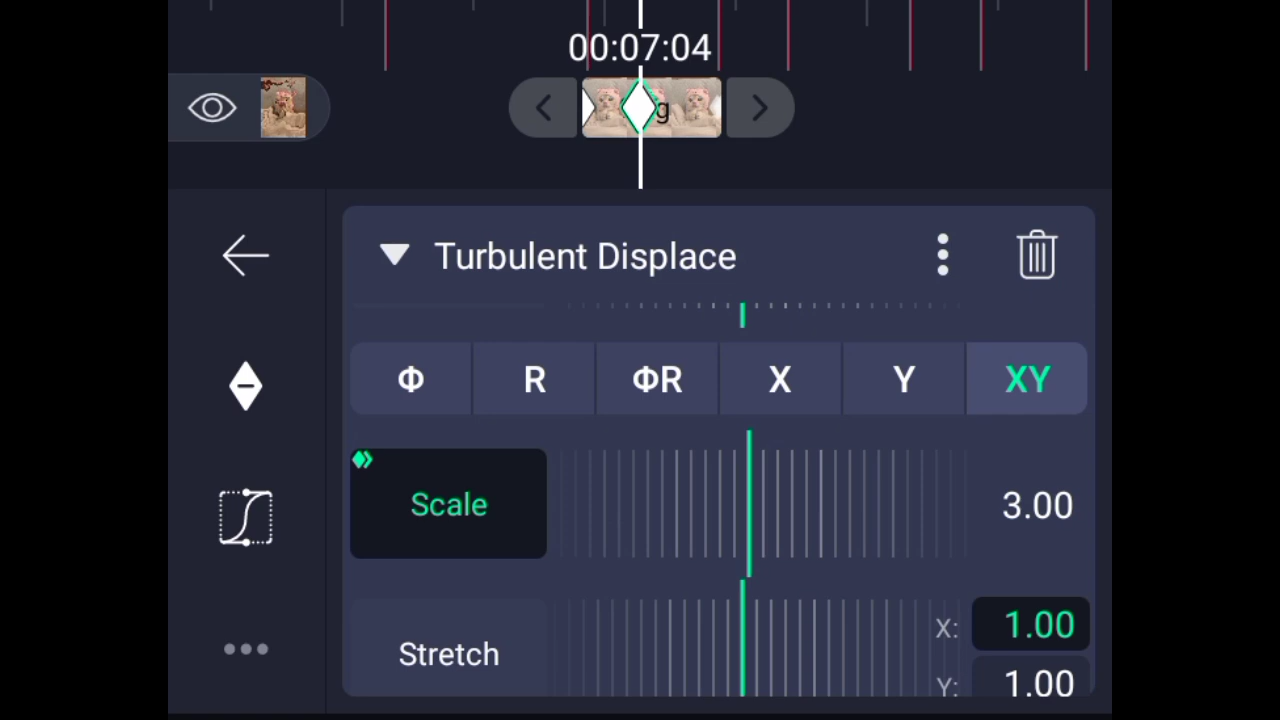 00:07:04
g
Turbulent Displace
Φ R ΦR X Y XY
Scale 3.00
Stretch X: 1.00
Y: 1.00